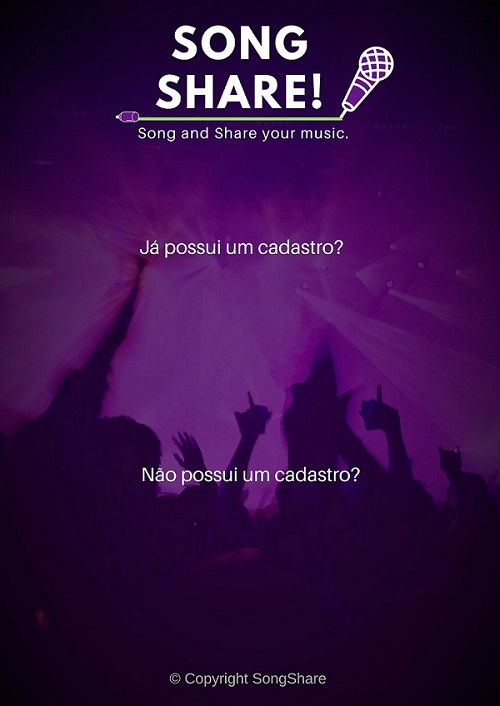 SONG
SHARE!
Song and Share your music.
Já possui um cadastro?
Não possui um cadastro?
© Copyright SongShare